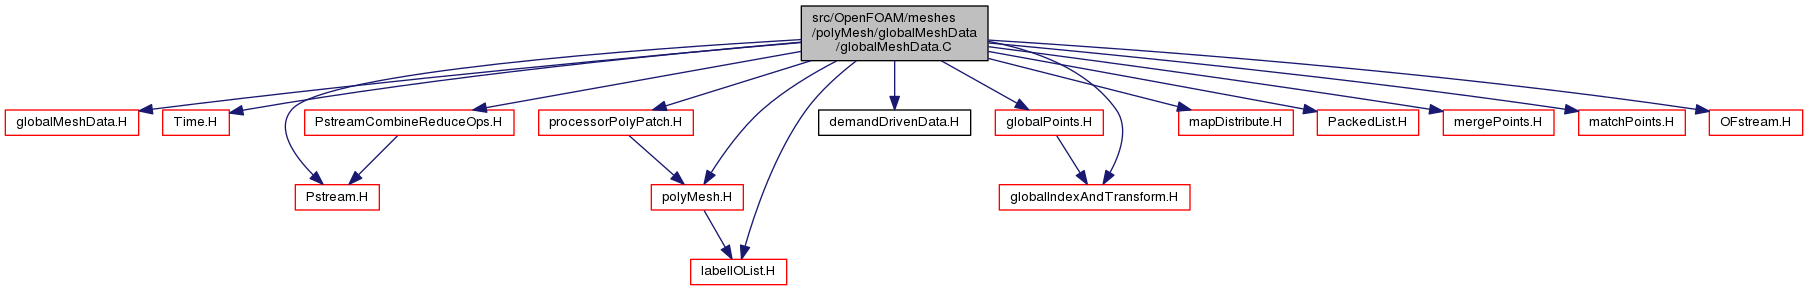 src/OpenFOAM/meshes
/polyMesh/globalMeshData
/globalMeshData.C
globalMeshData.H
Time.H
PstreamCombineReduceOps.H
processorPolyPatch.H
demandDrivenData.H
globalPoints.H
mapDistribute.H
PackedList.H
mergePoints.H
matchPoints.H
OFstream.H
Pstream.H
polyMesh.H
globalIndexAndTransform.H
labelIOList.H